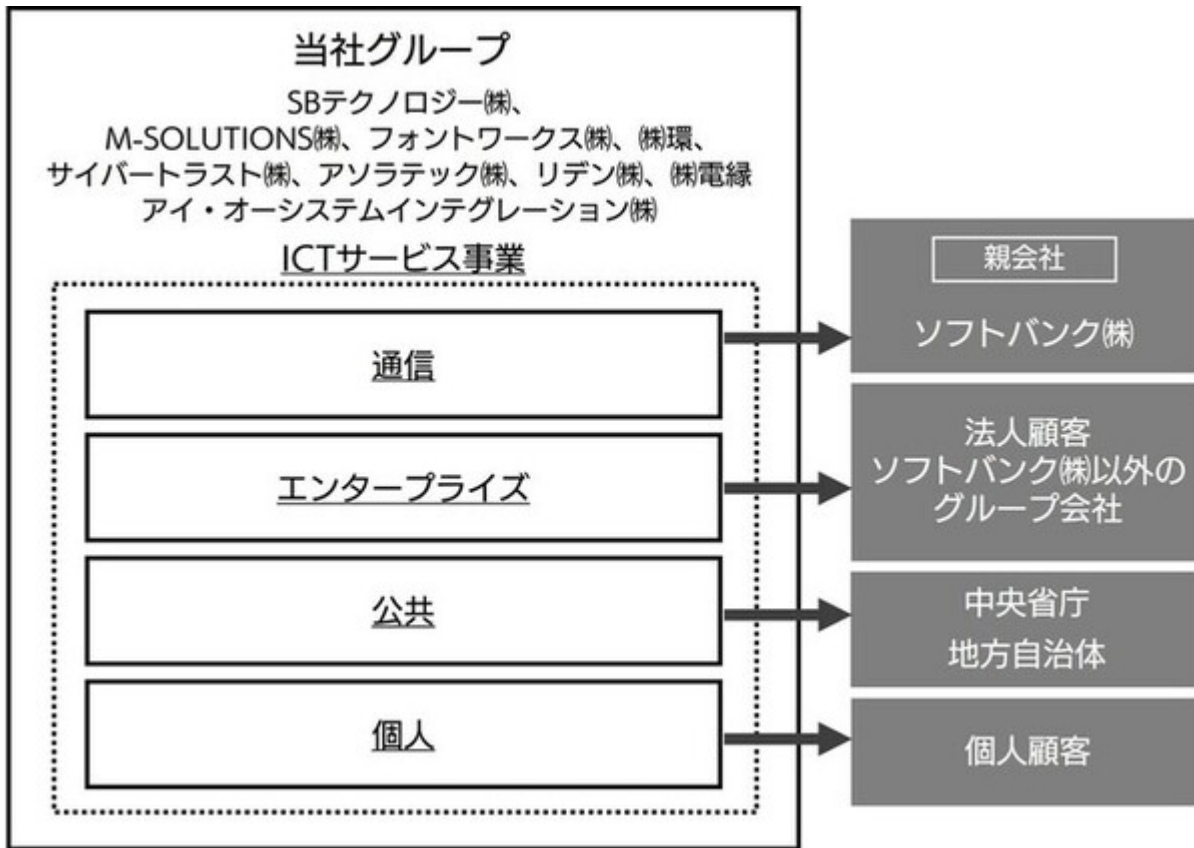 当社グループ
SBテクノロジー㈱、
M-SOLUTIONS㈱、フォントワークス㈱、㈱環、
サイバートラスト㈱、アソラテック㈱、リデン㈱、㈱電縁
アイ・オーシステムインテグレーション㈱
ICTサービス事業
通信
エンタープライズ
公共
個人
親会社
ソフトバンク㈱
法人顧客
ソフトバンク㈱以外の
グループ会社
中央省庁
地方自治体
個人顧客